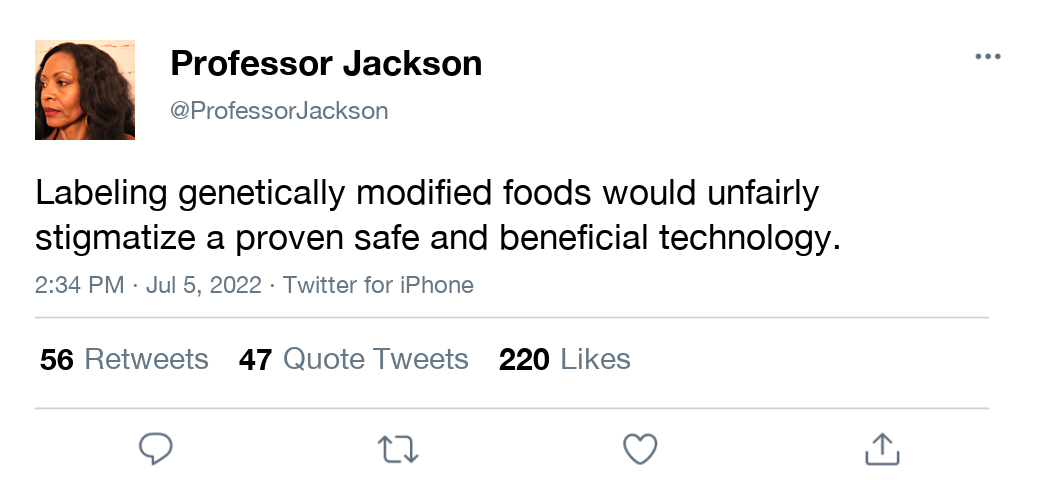 Professor Jackson
@ProfessorJackson
Labeling genetically modified foods would unfairly
stigmatize a proven safe and beneficial technology.
2:34 PM · Jul 5, 2022 · Twitter for iPhone
56 Retweets 47 Quote Tweets 220 Likes